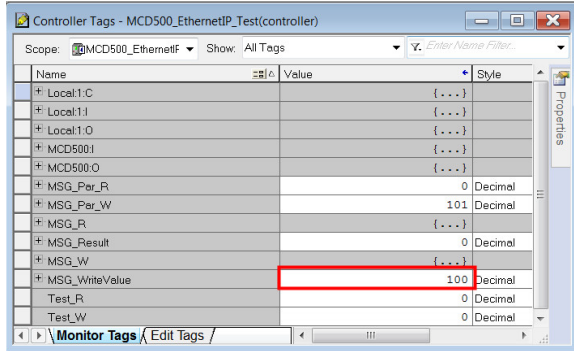 Controller Tags - MCD500_EthernetIP_Test(controller)
Scope: MCD500_EthernetIF Show: All Tags Enter Name Filter...
Name Value Style
Local:1:C {...}
Local:1:I {...}
Local:1:O {...}
MCD500:I {...}
MCD500:O {...}
MSG_Par_R 0 Decimal
MSG_Par_W 101 Decimal
MSG_R {...}
MSG_Result 0 Decimal
MSG_W {...}
MSG_WriteValue 100 Decimal
Test_R 0 Decimal
Test_W 0 Decimal
Monitor Tags Edit Tags
Properties